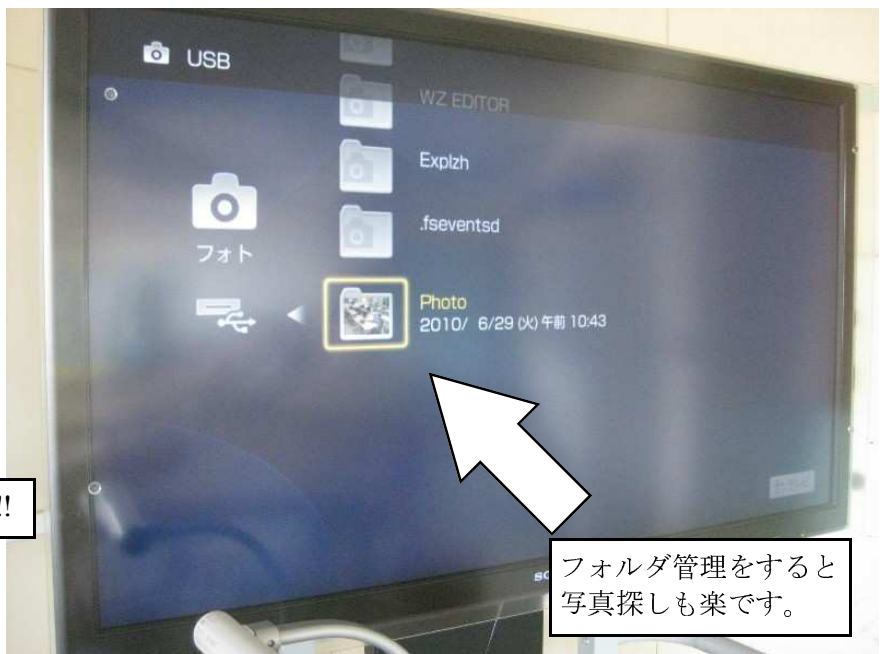 USB
WZ EDITOR
Explzh
.fseventsd
フォト
Photo
2010/ 6/29 (火) 午前 10:43
!!
フォルダ管理をすると
写真探しも楽です。